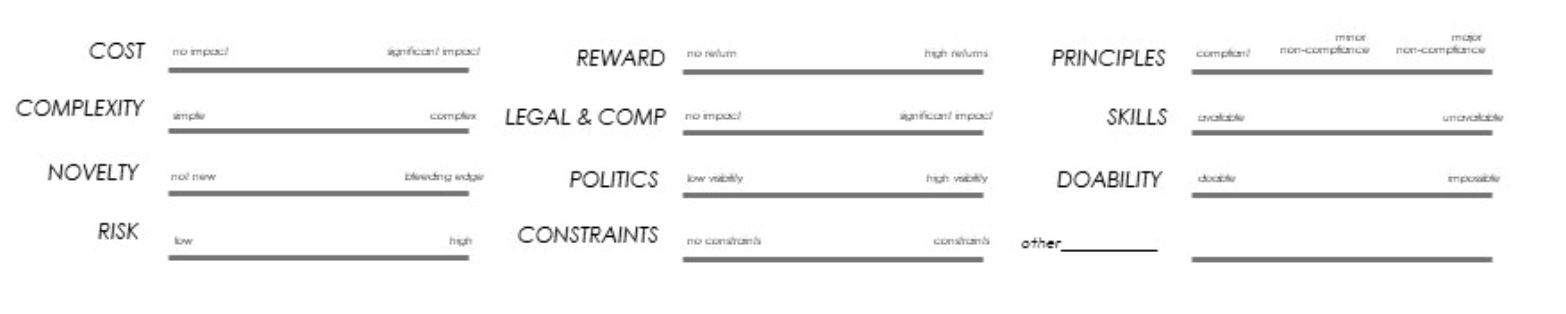 COST no impact significant impact
COMPLEXITY simple complex
NOVELTY not new bleeding edge
RISK low high
REWARD no return high returns
LEGAL & COMP no impact significant impact
POLITICS low visibility high visibility
CONSTRAINTS no constraints constraints
PRINCIPLES compliant minor non-compliance major non-compliance
SKILLS available unavailable
DOABILITY doable impossible
other